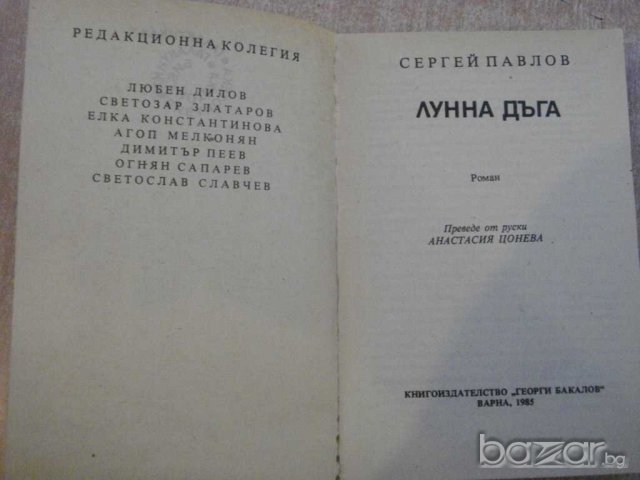 РЕДАКЦИОННА КОЛЕГИЯ
ЛЮБЕН ДИЛОВ
СВЕТОЗАР ЗЛАТАРОВ
ЕЛКА КОНСТАНТИНОВА
АГОП МЕЛКОНЯН
ДИМИТЪР ПЕЕВ
ОГНЯН САПАРЕВ
СВЕТОСЛАВ СЛАВЧЕВ
СЕРГЕЙ ПАВЛОВ
ЛУННА ДЪГА
Роман
Преведе от руски
АНАСТАСИЯ ЦОНЕВА
КНИГОИЗДАТЕЛСТВО „ГЕОРГИ БАКАЛОВ“
ВАРНА, 1985
bazar.bg